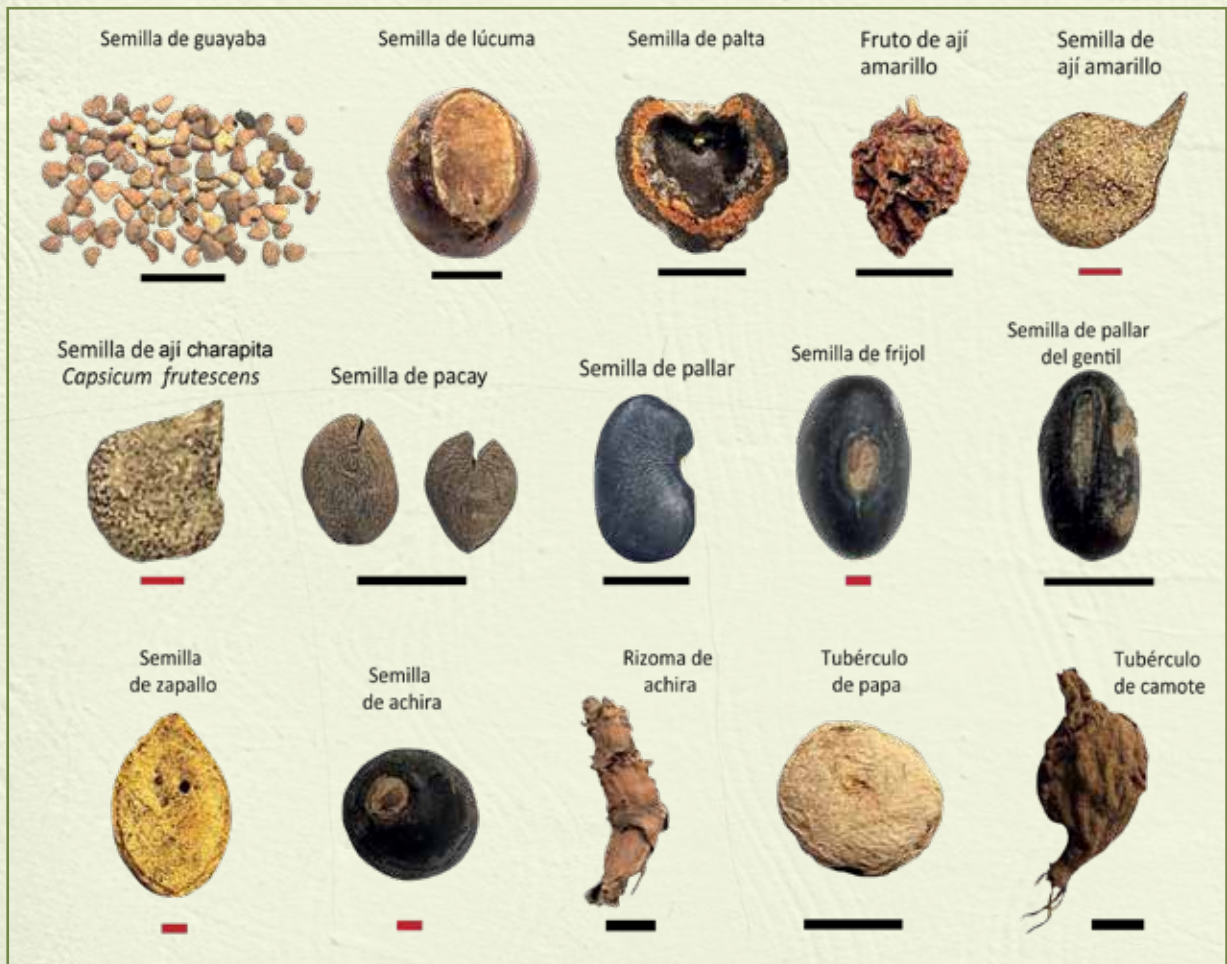 Semilla de guayaba
Semilla de lúcuma
Semilla de palta
Fruto de ají
amarillo
Semilla de
ají amarillo
Semilla de ají charapita
Capsicum frutescens
Semilla de pacay
Semilla de pallar
Semilla de frijol
Semilla de pallar
del gentil
Semilla
de zapallo
Semilla
de achira
Rizoma de
achira
Tubérculo
de papa
Tubérculo
de camote